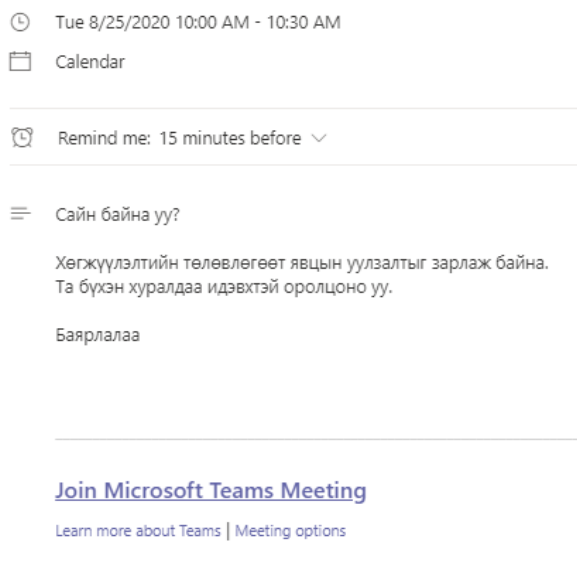 Tue 8/25/2020 10:00 AM - 10:30 AM
Calendar
Remind me: 15 minutes before
Сайн байна уу?
Хөгжүүлэлтийн төлөвлөгөөт явцын уулзалтыг зарлаж байна.
Та бүхэн хуралдаа идэвхтэй оролцоно уу.
Баярлалаа
Join Microsoft Teams Meeting
Learn more about Teams | Meeting options